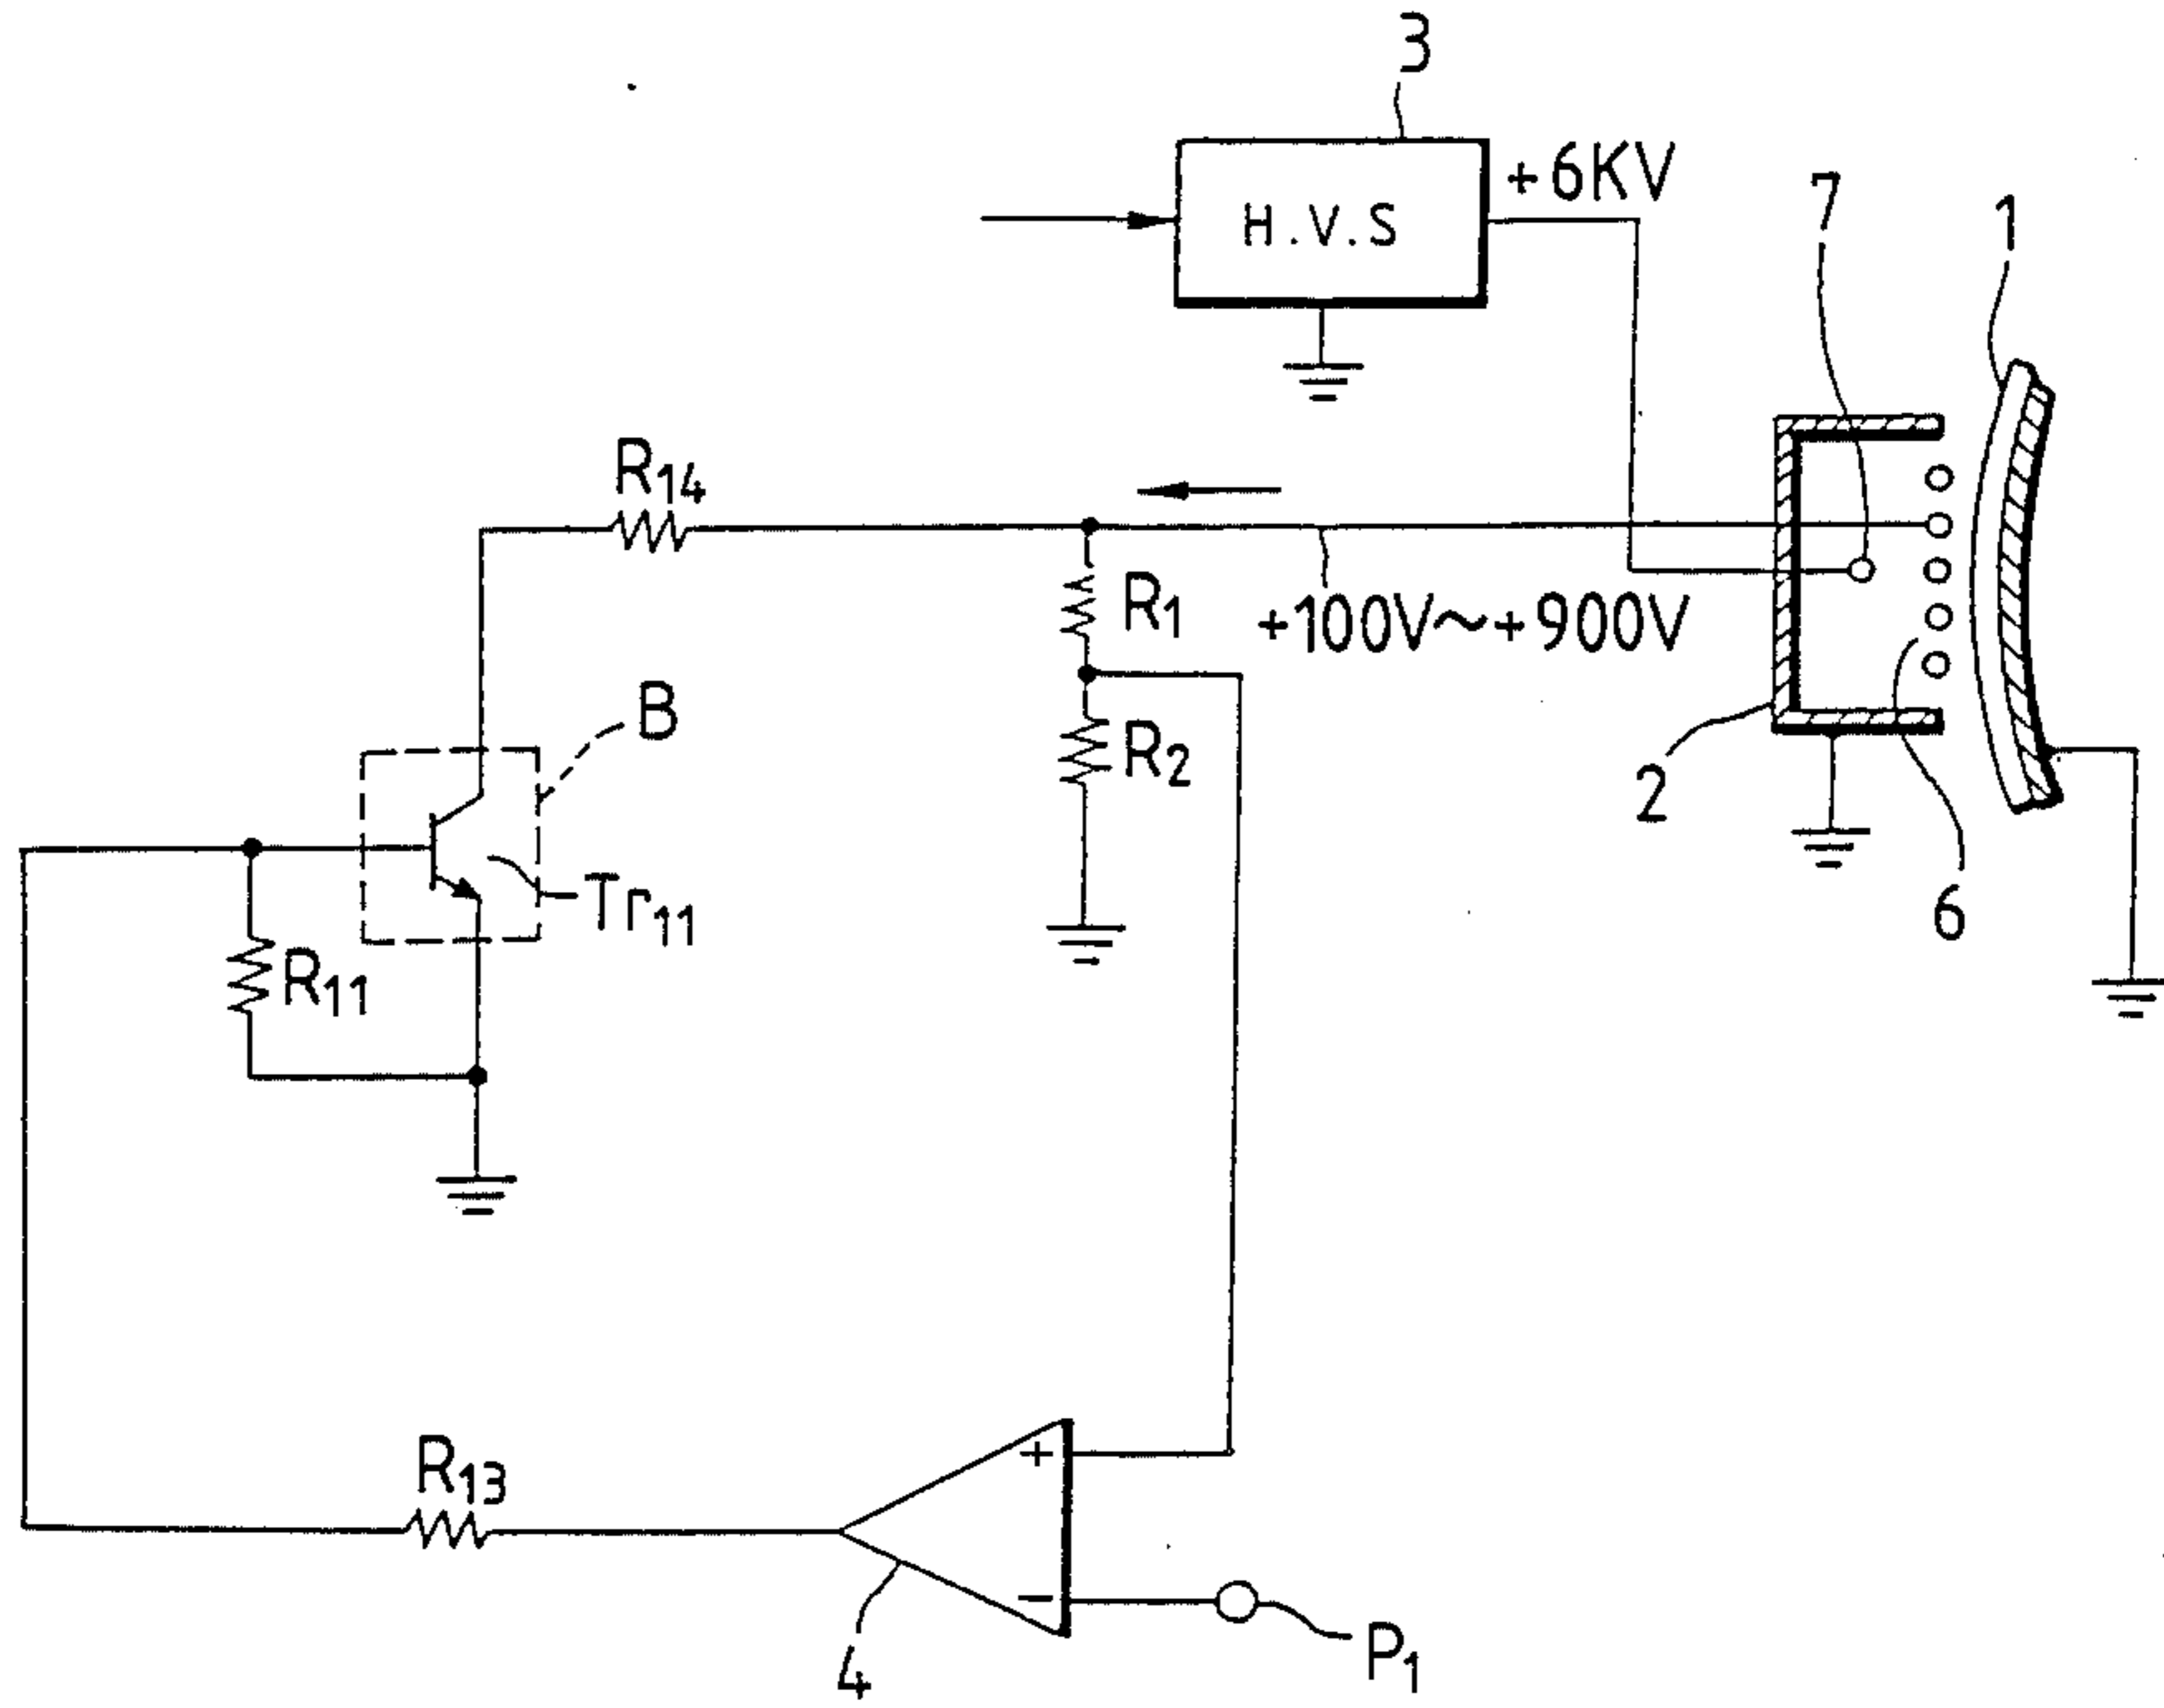 3
+6KV
H.V.S
7
1
R14
R1
+100V~+900V
B
R2
2
Tr11
6
R11
R13
+
−
4
P1